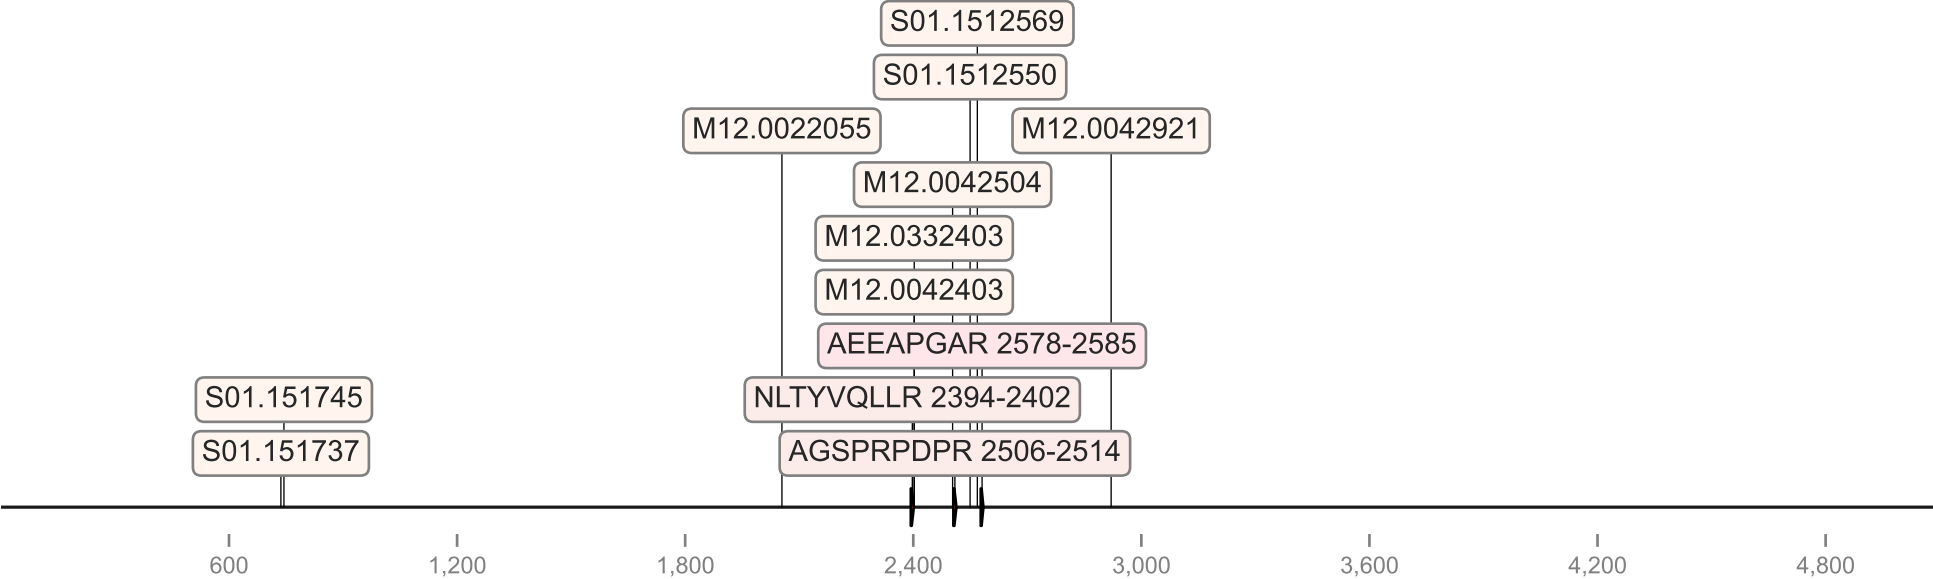 S01.1512569
S01.1512550
M12.0022055
M12.0042921
M12.0042504
M12.0332403
M12.0042403
AEEAPGAR 2578-2585
S01.151745
NLTYVQLLR 2394-2402
S01.151737
AGSPRPDPR 2506-2514
600
1,200
1,800
2,400
3,000
3,600
4,200
4,800